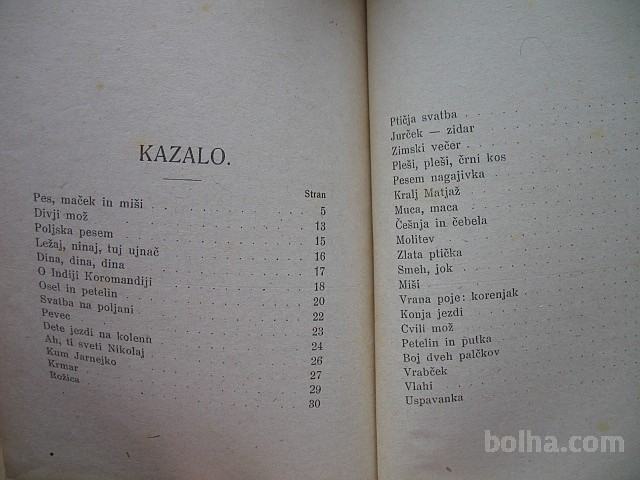 KAZALO.
Stran
Pes, maček in miši 5
Divji mož 13
Poljska pesem 15
Ležaj, ninaj, tuj ujnač 16
Dina, dina, dina 17
O Indiji Koromandiji 18
Osel in petelin 20
Svatba na poljani 22
Pevec 23
Dete jezdi na kolenu 24
Ah, ti sveti Nikolaj 26
Kum Jarnejko 27
Krmar 29
Rožica 30
Ptičja svatba
Jurček — zidar
Zimski večer
Pleši, pleši, črni kos
Pesem nagajivka
Kralj Matjaž
Muca, maca
Češnja in čebela
Molitev
Zlata ptička
Smeh, jok
Miši
Vrana poje: korenjak
Konja jezdi
Cvili mož
Petelin in putka
Boj dveh palčkov
Vrabček
Vlahi
Uspavanka
bolha.com